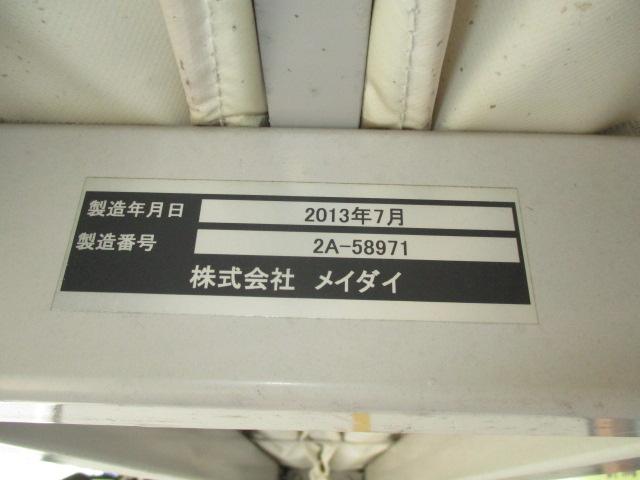 製造年月日 2013年7月
製造番号 2A-58971
株式会社 メイダイ